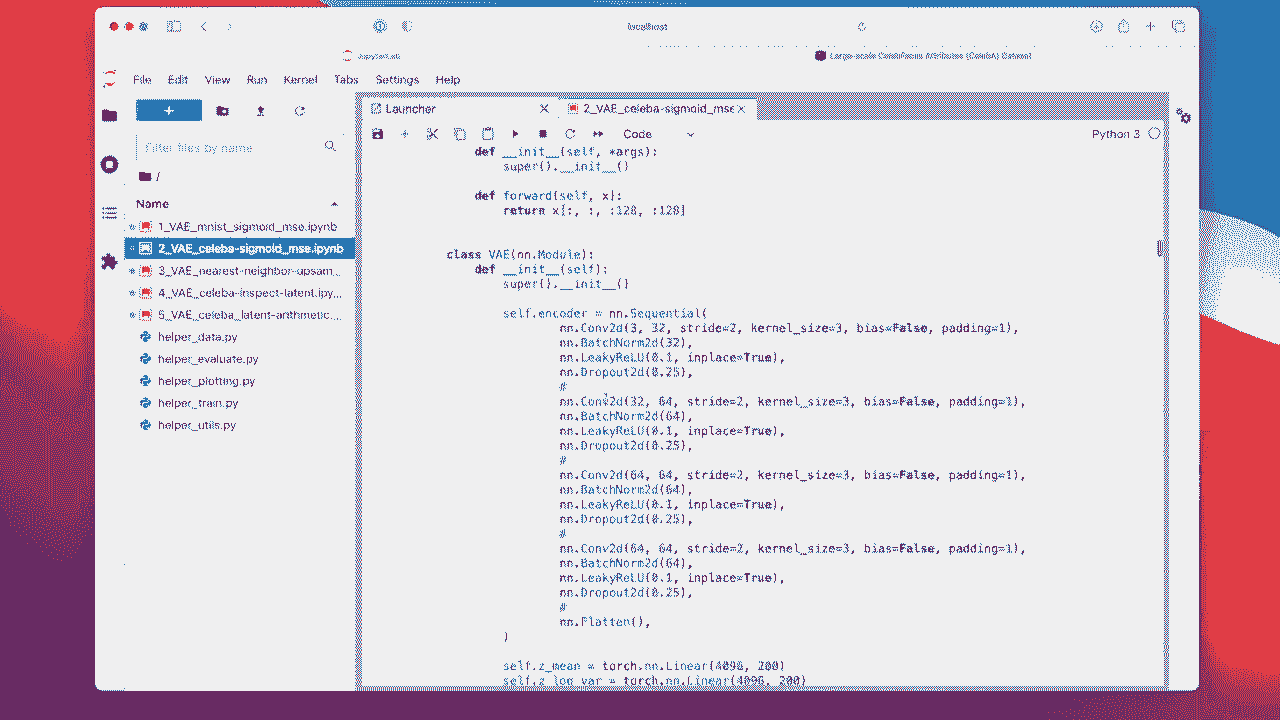 localhost
JupyterLab
Large-scale CelebFaces Attributes (CelebA) Dataset
File Edit View Run Kernel Tabs Settings Help
Launcher
2_VAE_celeba-sigmoid_mse
Code
Python 3
Filter files by name
/
Name
1_VAE_mnist_sigmoid_mse.ipynb
2_VAE_celeba-sigmoid_mse.ipynb
3_VAE_nearest-neighbor-upsam...
4_VAE_celeba-inspect-latent.ipy...
5_VAE_celeba_latent-arithmetic....
helper_data.py
helper_evaluate.py
helper_plotting.py
helper_train.py
helper_utils.py
def __init__(self, *args):
super().__init__()
def forward(self, x):
return x[:, :, :128, :128]
class VAE(nn.Module):
def __init__(self):
super().__init__()
self.encoder = nn.Sequential(
nn.Conv2d(3, 32, stride=2, kernel_size=3, bias=False, padding=1),
nn.BatchNorm2d(32),
nn.LeakyReLU(0.1, inplace=True),
nn.Dropout2d(0.25),
#
nn.Conv2d(32, 64, stride=2, kernel_size=3, bias=False, padding=1),
nn.BatchNorm2d(64),
nn.LeakyReLU(0.1, inplace=True),
nn.Dropout2d(0.25),
#
nn.Conv2d(64, 64, stride=2, kernel_size=3, bias=False, padding=1),
nn.BatchNorm2d(64),
nn.LeakyReLU(0.1, inplace=True),
nn.Dropout2d(0.25),
#
nn.Conv2d(64, 64, stride=2, kernel_size=3, bias=False, padding=1),
nn.BatchNorm2d(64),
nn.LeakyReLU(0.1, inplace=True),
nn.Dropout2d(0.25),
#
nn.Flatten(),
)
self.z_mean = torch.nn.Linear(4096, 200)
self.z_log_var = torch.nn.Linear(4096, 200)